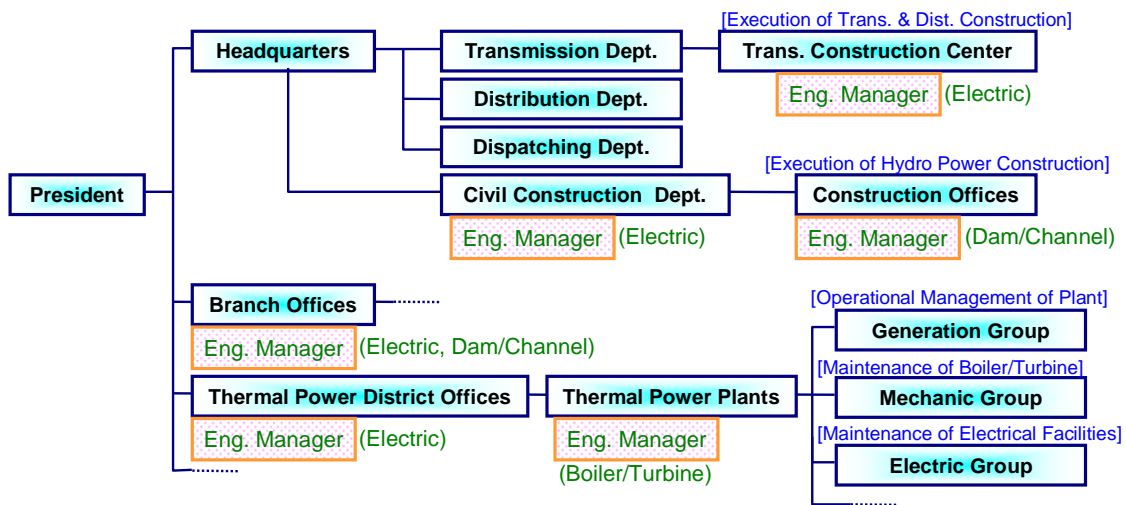 [Execution of Trans. & Dist. Construction]
Headquarters
Transmission Dept.
Trans. Construction Center
Eng. Manager (Electric)
Distribution Dept.
Dispatching Dept.
[Execution of Hydro Power Construction]
President
Civil Construction Dept.
Construction Offices
Eng. Manager (Electric)
Eng. Manager (Dam/Channel)
Branch Offices
Eng. Manager (Electric, Dam/Channel)
[Operational Management of Plant]
Generation Group
[Maintenance of Boiler/Turbine]
Thermal Power District Offices
Thermal Power Plants
Mechanic Group
Eng. Manager (Electric)
Eng. Manager
(Boiler/Turbine)
[Maintenance of Electrical Facilities]
Electric Group